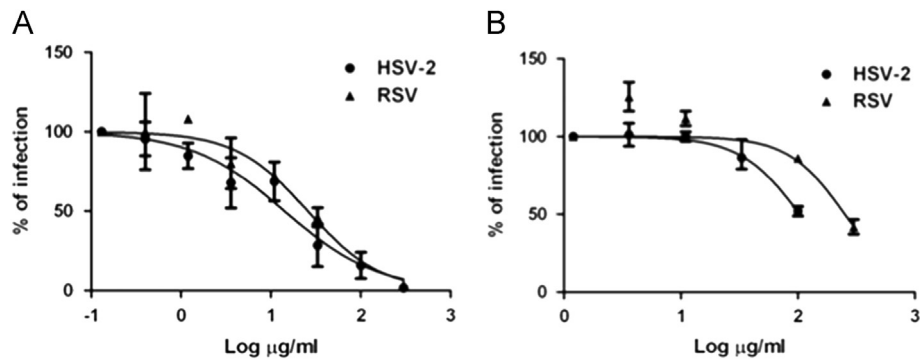 A
150
100
50
0
% of infection
-1
0
1
2
3
Log µg/ml
HSV-2
RSV
B
150
100
50
0
% of infection
0
1
2
3
Log µg/ml
HSV-2
RSV